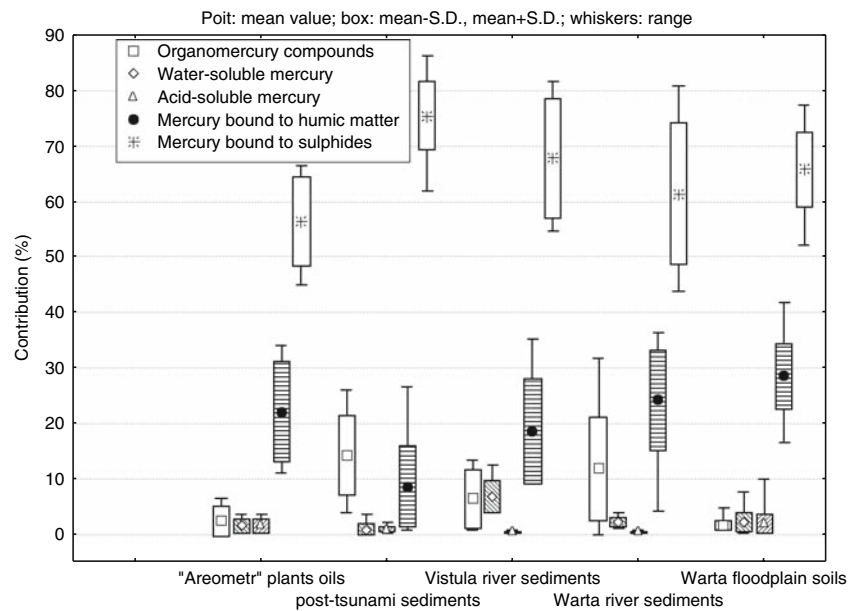 Poit: mean value; box: mean-S.D., mean+S.D.; whiskers: range
90
80
70
60
50
40
30
20
10
0
Contribution (%)
Organomercury compounds
Water-soluble mercury
Acid-soluble mercury
Mercury bound to humic matter
Mercury bound to sulphides
"Areometr" plants oils
Vistula river sediments
Warta floodplain soils
post-tsunami sediments
Warta river sediments